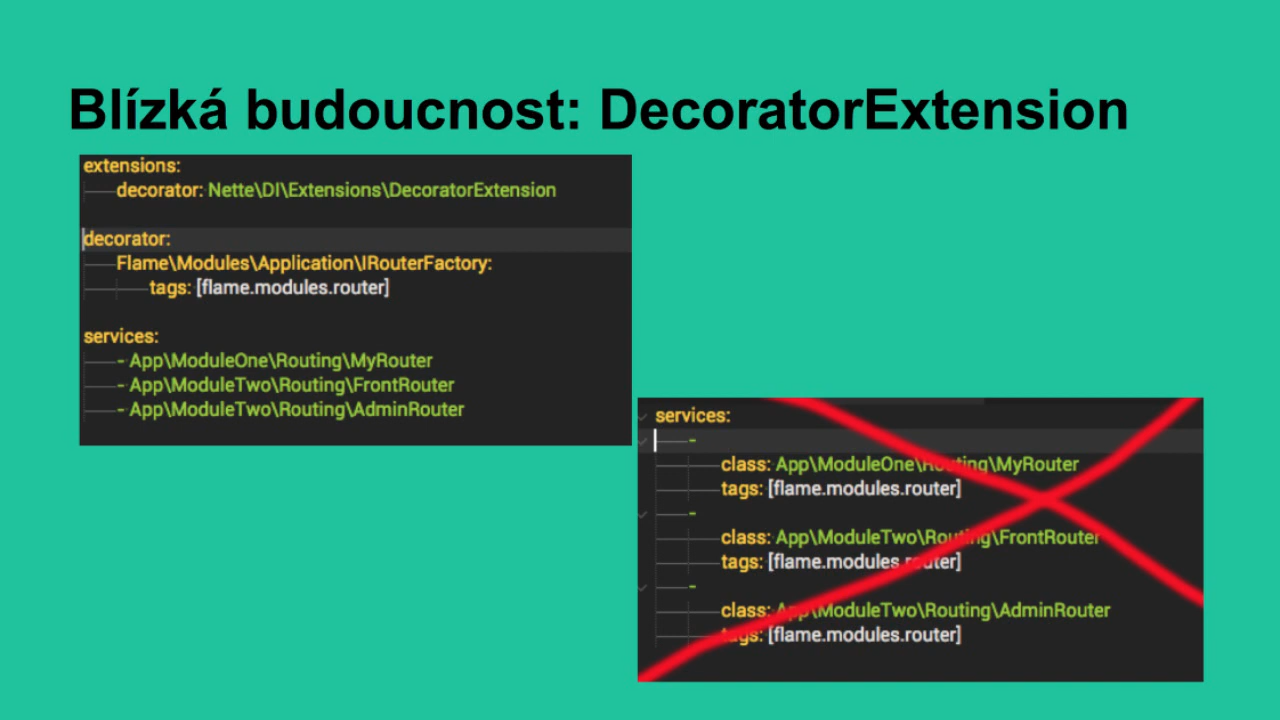 Blízká budoucnost: DecoratorExtension
extensions:
decorator: Nette\DI\Extensions\DecoratorExtension
decorator:
Flame\Modules\Application\IRouterFactory:
tags: [flame.modules.router]
services:
- App\ModuleOne\Routing\MyRouter
- App\ModuleTwo\Routing\FrontRouter
- App\ModuleTwo\Routing\AdminRouter
services:
-
class: App\ModuleOne\Routing\MyRouter
tags: [flame.modules.router]
-
class: App\ModuleTwo\Routing\FrontRouter
tags: [flame.modules.router]
-
class: App\ModuleTwo\Routing\AdminRouter
tags: [flame.modules.router]